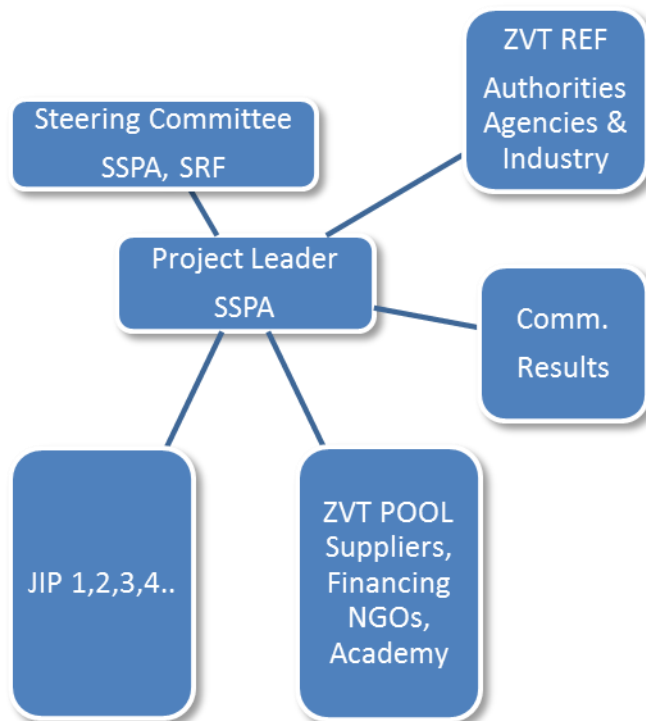 ZVT REF
Authorities
Agencies &
Industry
Steering Committee
SSPA, SRF
Project Leader
SSPA
Comm.
Results
JIP 1,2,3,4..
ZVT POOL
Suppliers,
Financing
NGOs,
Academy